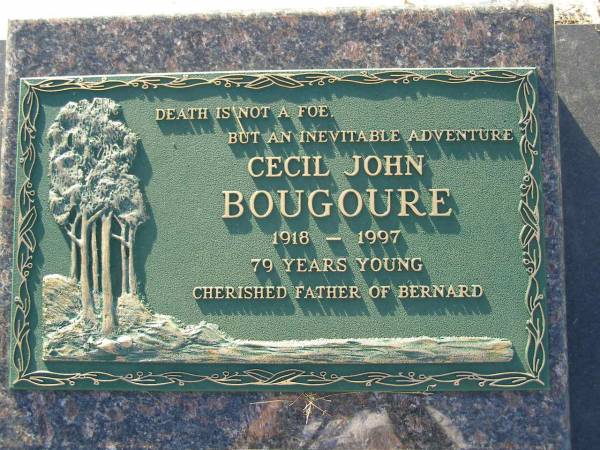 DEATH IS NOT A FOE,
BUT AN INEVITABLE ADVENTURE
CECIL JOHN
BOUGOURE
1918 — 1997
79 YEARS YOUNG
CHERISHED FATHER OF BERNARD